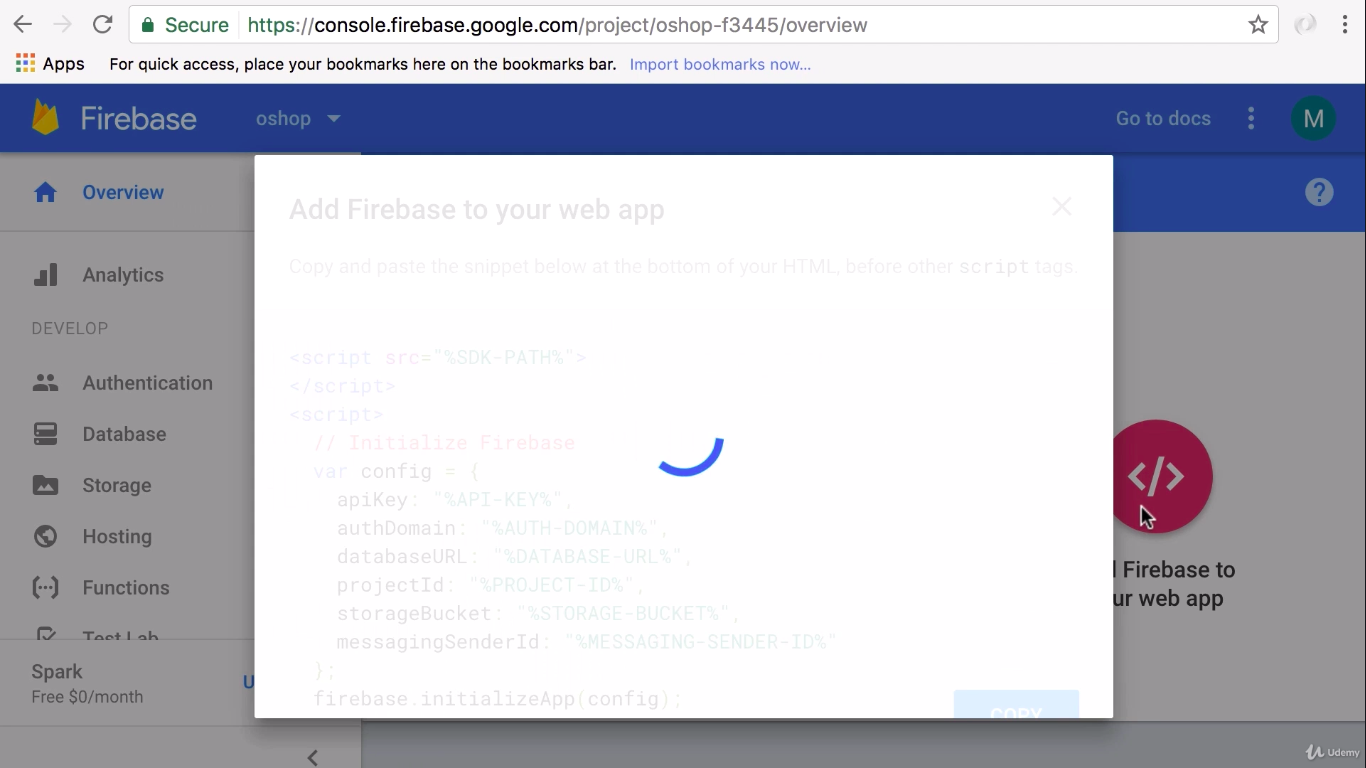 Secure https://console.firebase.google.com/project/oshop-f3445/overview
Apps For quick access, place your bookmarks here on the bookmarks bar. Import bookmarks now...
Firebase oshop Go to docs M
Overview
?
Analytics
DEVELOP
Authentication
Database
Storage
Hosting
Functions
Test Lab
Spark
Free $0/month
U
Add Firebase to your web app
Copy and paste the snippet below at the bottom of your HTML, before other script tags.
<script src="%SDK-PATH%">
</script>
<script>
// Initialize Firebase
var config = {
apiKey: "%API-KEY%",
authDomain: "%AUTH-DOMAIN%",
databaseURL: "%DATABASE-URL%",
projectId: "%PROJECT-ID%",
storageBucket: "%STORAGE-BUCKET%",
messagingSenderId: "%MESSAGING-SENDER-ID%"
};
firebase.initializeApp(config);
COPY
</>
Firebase to
ur web app
Udemy